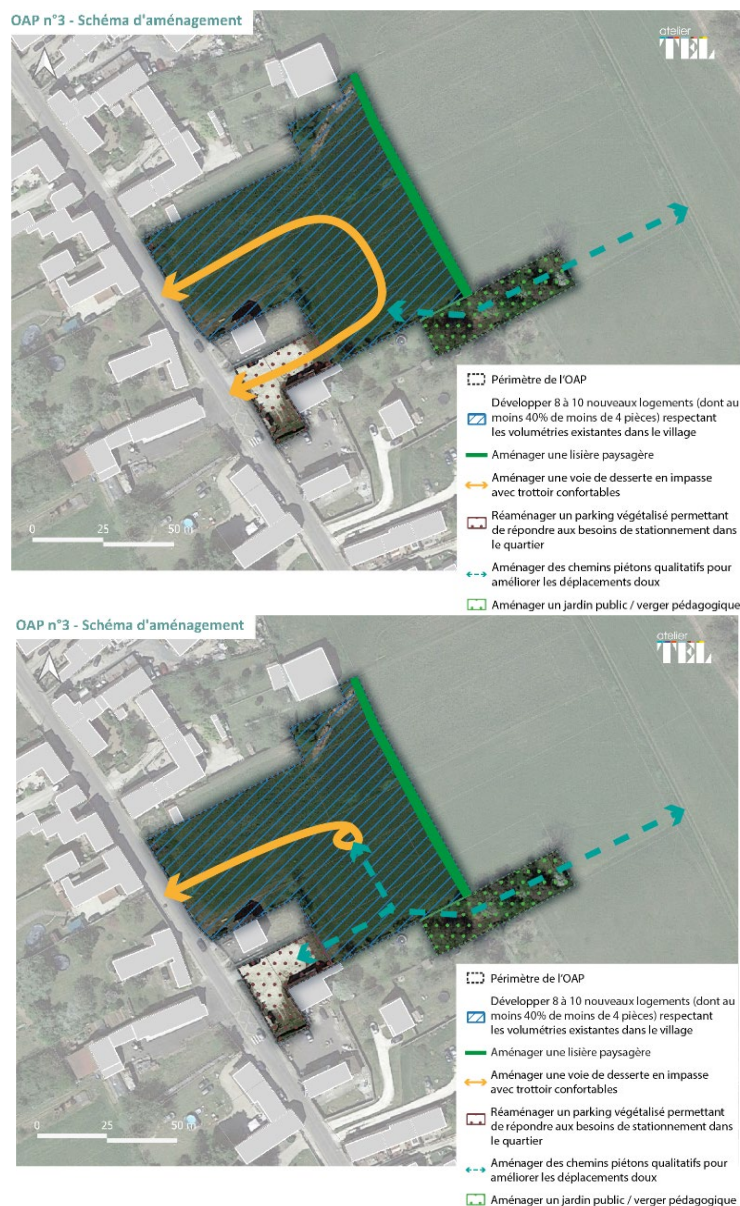 OAP n°3 - Schéma d'aménagement
atelier
TEL
Périmètre de l'OAP
Développer 8 à 10 nouveaux logements (dont au
moins 40% de moins de 4 pièces) respectant
les volumétries existantes dans le village
Aménager une lisière paysagère
Aménager une voie de desserte en impasse
avec trottoir confortables
Réaménager un parking végétalisé permettant
de répondre aux besoins de stationnement dans
le quartier
Aménager des chemins piétons qualitatifs pour
améliorer les déplacements doux
Aménager un jardin public / verger pédagogique
0 25 50 m
OAP n°3 - Schéma d'aménagement
atelier
TEL
Périmètre de l'OAP
Développer 8 à 10 nouveaux logements (dont au
moins 40% de moins de 4 pièces) respectant
les volumétries existantes dans le village
Aménager une lisière paysagère
Aménager une voie de desserte en impasse
avec trottoir confortables
Réaménager un parking végétalisé permettant
de répondre aux besoins de stationnement dans
le quartier
Aménager des chemins piétons qualitatifs pour
améliorer les déplacements doux
Aménager un jardin public / verger pédagogique
0 25 50 m